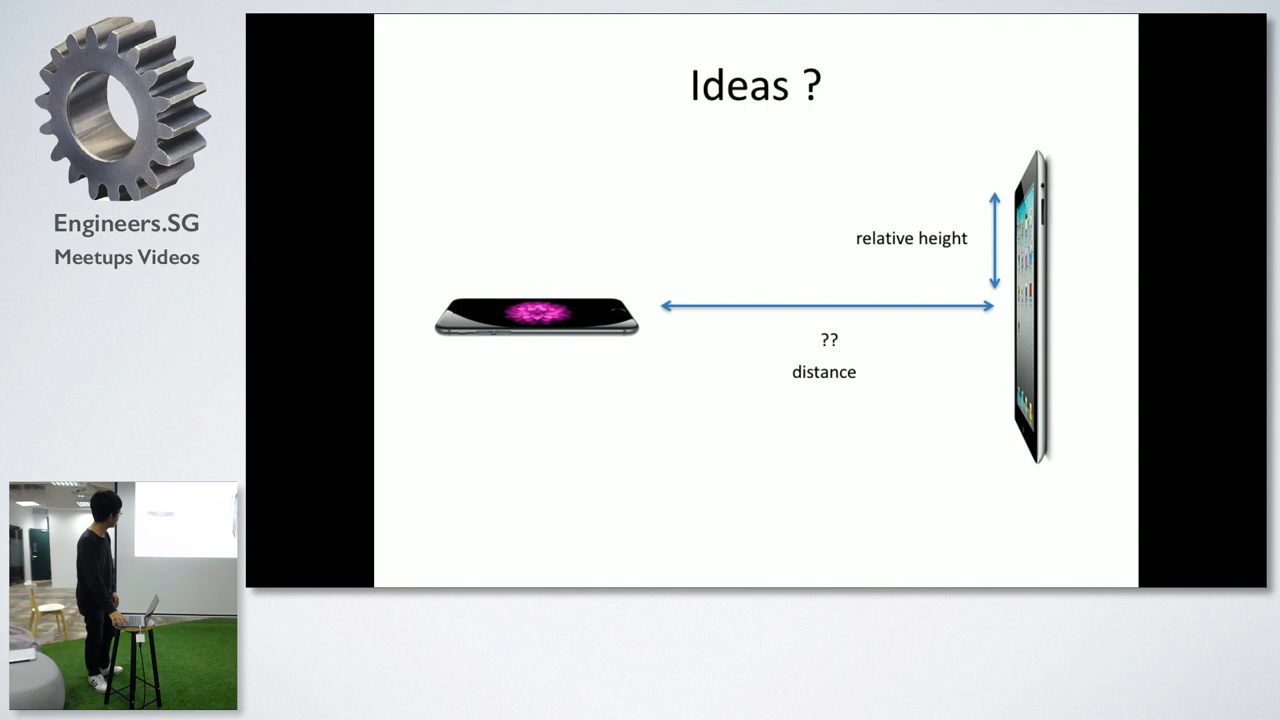 Engineers.SG
Meetups Videos
Ideas ?
relative height
??
distance